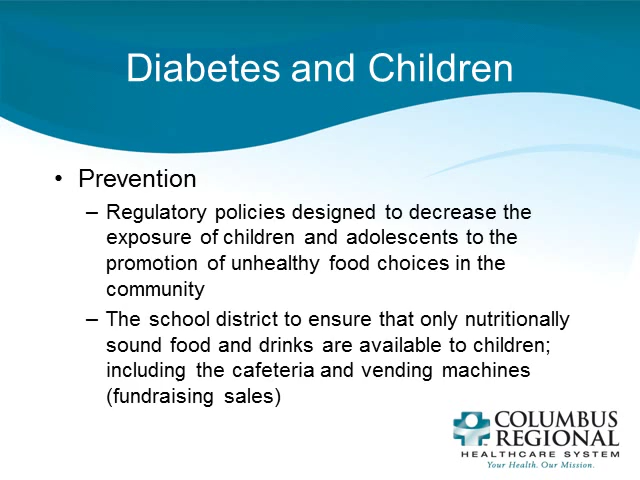 Diabetes and Children
• Prevention
– Regulatory policies designed to decrease the
exposure of children and adolescents to the
promotion of unhealthy food choices in the
community
– The school district to ensure that only nutritionally
sound food and drinks are available to children;
including the cafeteria and vending machines
(fundraising sales)
COLUMBUS
REGIONAL
HEALTHCARE SYSTEM
Your Health. Our Mission.